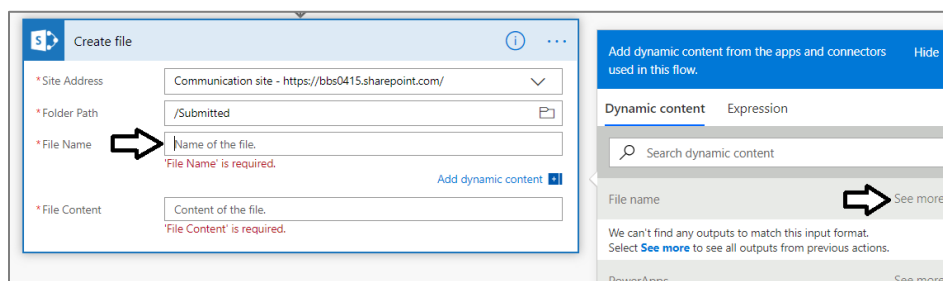 S
Create file
*Site Address
Communication site - https://bbs0415.sharepoint.com/
*Folder Path
/Submitted
*File Name
Name of the file.
'File Name' is required.
Add dynamic content
*File Content
Content of the file.
'File Content' is required.
Add dynamic content from the apps and connectors
used in this flow.
Hide
Dynamic content Expression
Search dynamic content
File name See more
We can't find any outputs to match this input format.
Select See more to see all outputs from previous actions.
PowerApps See more